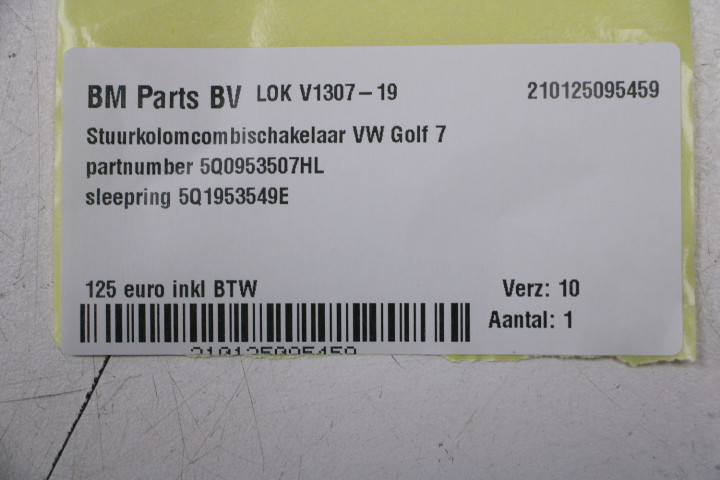 BM Parts BV LOK V1307-19 210125095459
Stuurkolomcombischakelaar VW Golf 7
partnumber 5Q0953507HL
sleepring 5Q1953549E
125 euro inkl BTW Verz: 10
Aantal: 1
210125095459